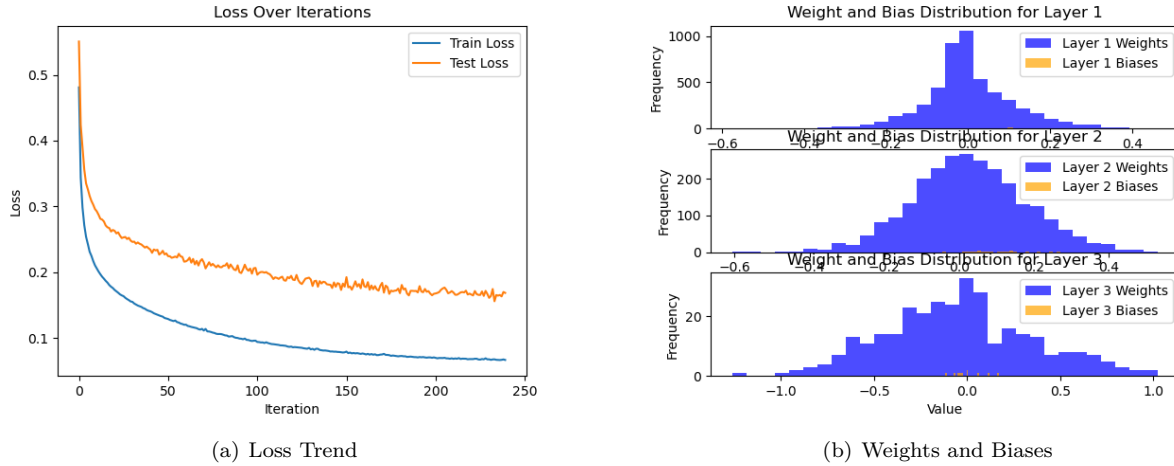 Loss Over Iterations
Train Loss
Test Loss
0.5
0.4
0.3
0.2
0.1
Loss
0
50
100
150
200
250
Iteration
(a) Loss Trend
Weight and Bias Distribution for Layer 1
Layer 1 Weights
Layer 1 Biases
1000
500
0
Frequency
−0.6
−0.4
−0.2
0.0
0.2
0.4
Weight and Bias Distribution for Layer 2
Layer 2 Weights
Layer 2 Biases
200
100
0
Frequency
−0.6
−0.4
−0.2
0.0
0.2
0.4
Weight and Bias Distribution for Layer 3
Layer 3 Weights
Layer 3 Biases
20
0
Frequency
−1.0
−0.5
−0.0
0.5
1.0
Value
(b) Weights and Biases